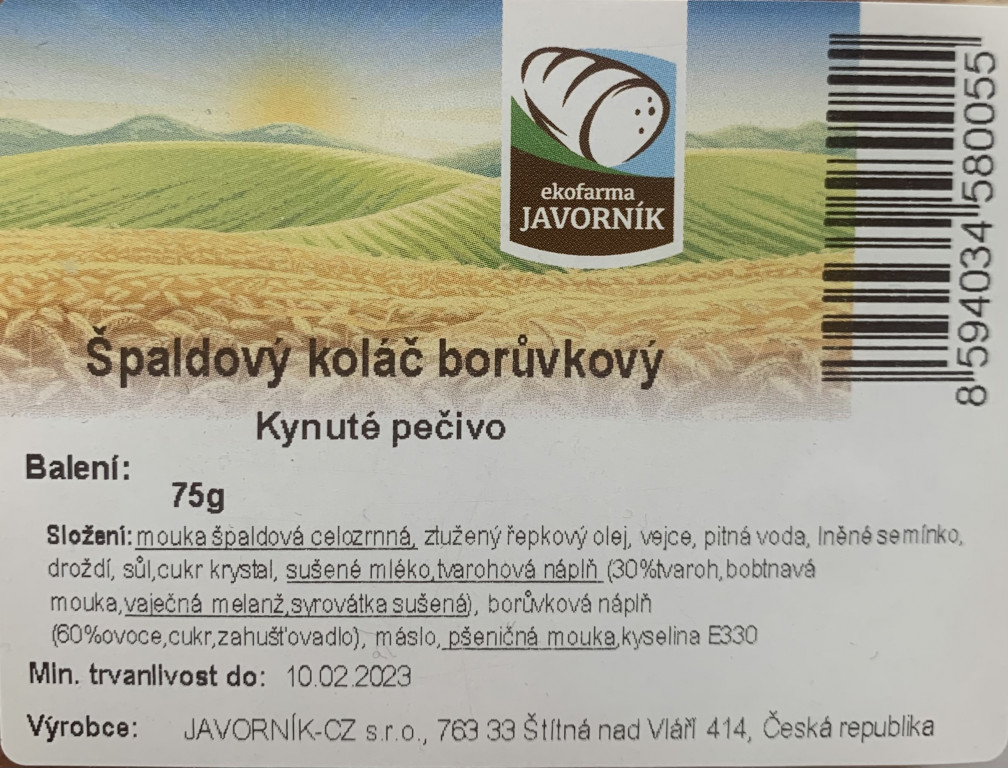 ekofarma
JAVORNÍK
8 594034 580055
Špaldový koláč borůvkový
Kynuté pečivo
Balení:
75g
Složení: mouka špaldová celozrnná, ztužený řepkový olej, vejce, pitná voda, lněné semínko,
droždí, sůl,cukr krystal, sušené mléko,tvarohová náplň (30%tvaroh,bobtnavá
mouka,vaječná melanž,syrovátka sušená), borůvková náplň
(60%ovoce,cukr,zahušťovadlo), máslo, pšeničná mouka,kyselina E330
Min. trvanlivost do: 10.02.2023
Výrobce: JAVORNÍK-CZ s.r.o., 763 33 Štítná nad Vláří 414, Česká republika